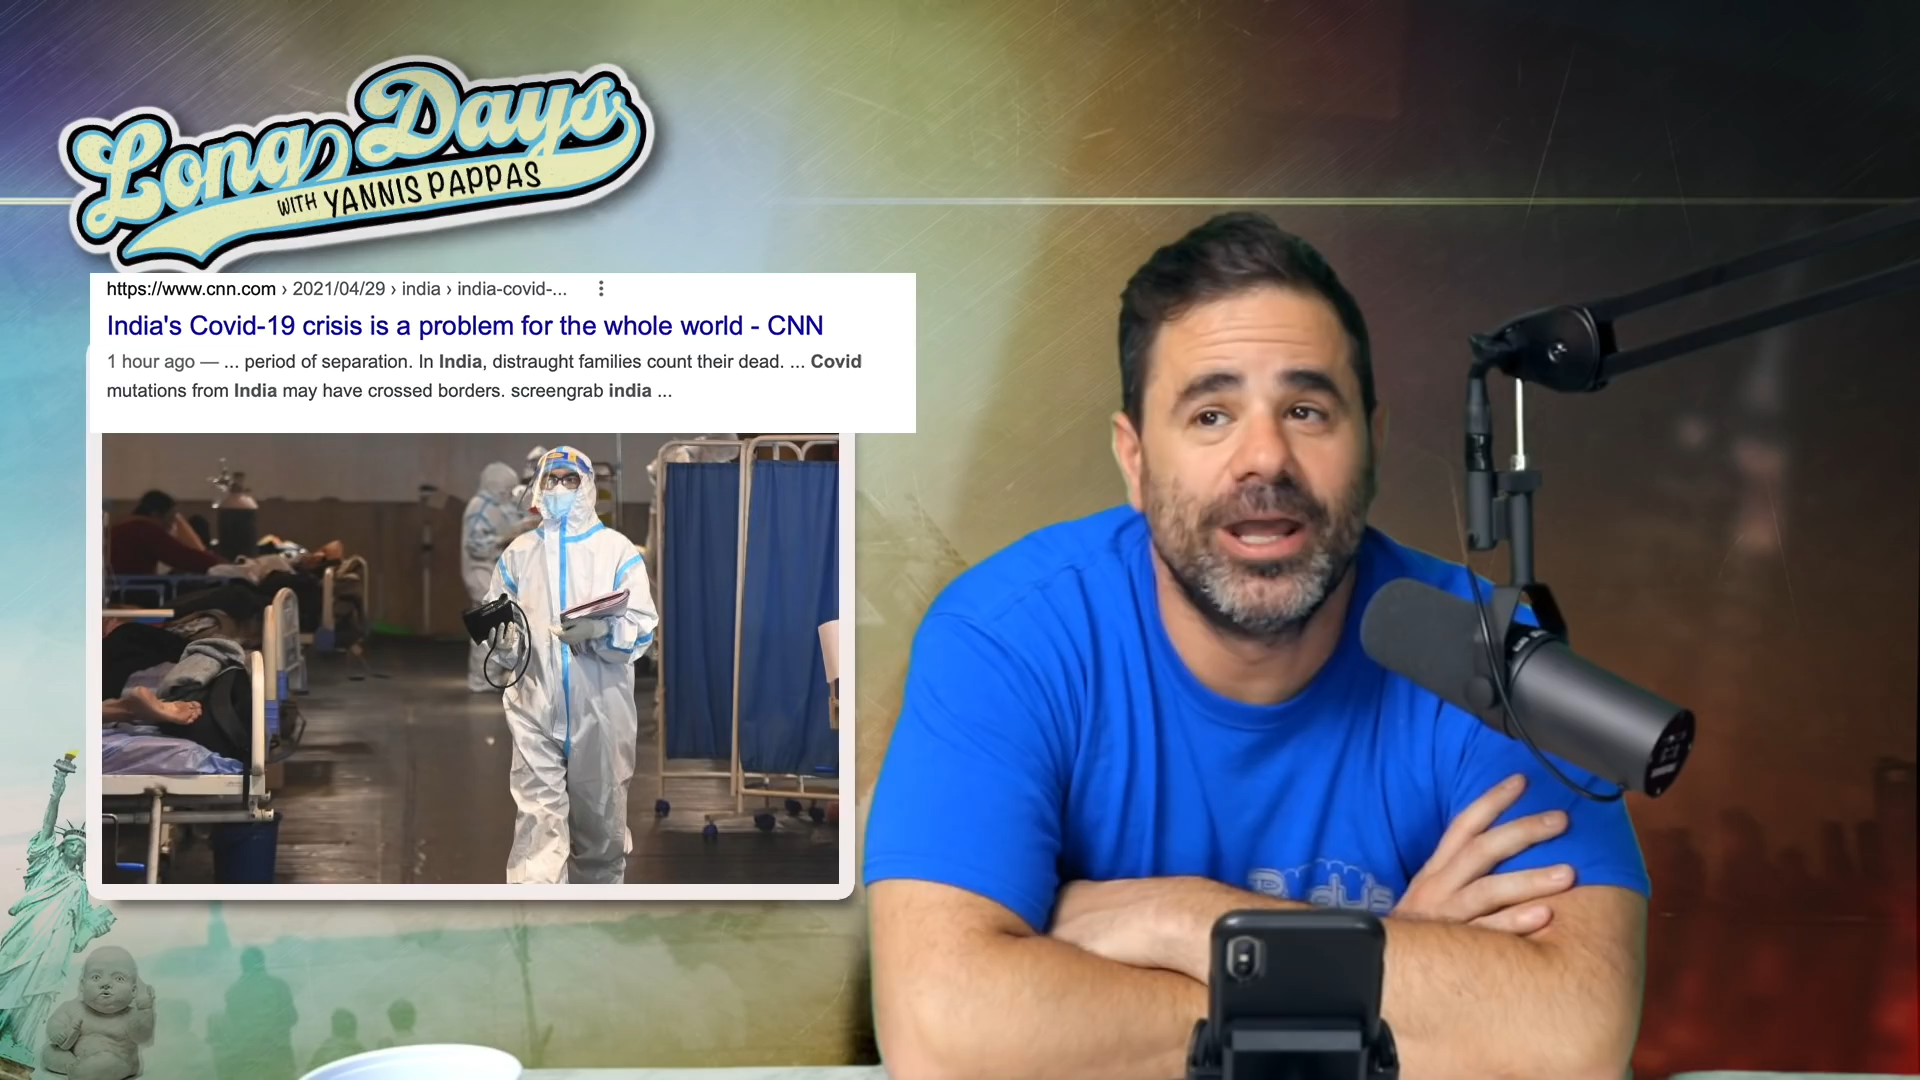 Long Days
WITH YANNIS PAPPAS
https://www.cnn.com › 2021/04/29 › india › india-covid-...
India's Covid-19 crisis is a problem for the whole world - CNN
1 hour ago — ... period of separation. In India, distraught families count their dead. ... Covid
mutations from India may have crossed borders. screengrab india ...